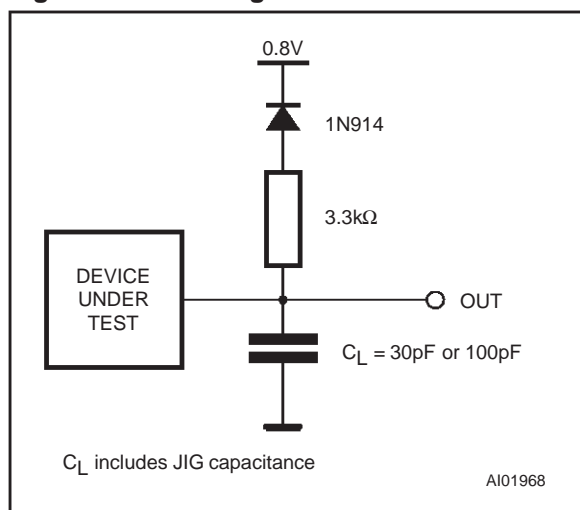 0.8V
1N914
3.3kΩ
DEVICE
UNDER
TEST
OUT
CL = 30pF or 100pF
CL includes JIG capacitance
AI01968